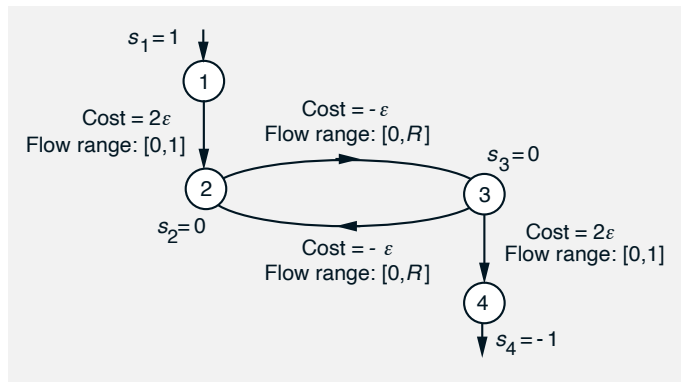 s1=1
1
Cost = 2ε
Flow range: [0,1]
Cost = - ε
Flow range: [0,R]
s3=0
2
3
s2=0
Cost = - ε
Flow range: [0,R]
Cost = 2ε
Flow range: [0,1]
4
s4=-1